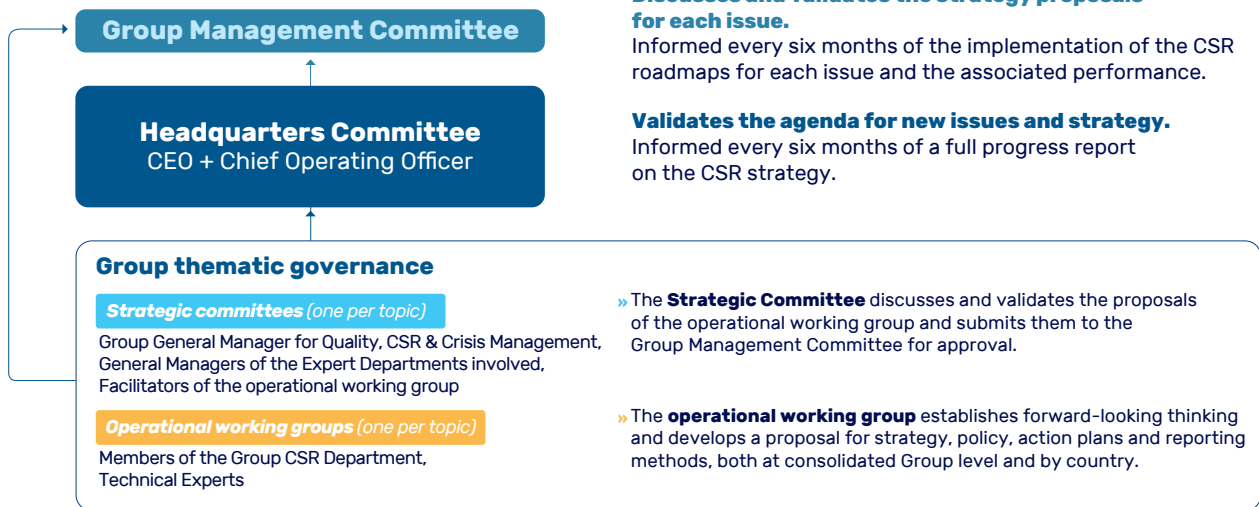 Discusses and validates the strategy proposals
for each issue.
Group Management Committee
Informed every six months of the implementation of the CSR
roadmaps for each issue and the associated performance.
Headquarters Committee
CEO + Chief Operating Officer
Validates the agenda for new issues and strategy.
Informed every six months of a full progress report
on the CSR strategy.
Group thematic governance
Strategic committees (one per topic)
Group General Manager for Quality, CSR & Crisis Management,
General Managers of the Expert Departments involved,
Facilitators of the operational working group
» The Strategic Committee discusses and validates the proposals
of the operational working group and submits them to the
Group Management Committee for approval.
Operational working groups (one per topic)
Members of the Group CSR Department,
Technical Experts
» The operational working group establishes forward-looking thinking
and develops a proposal for strategy, policy, action plans and reporting
methods, both at consolidated Group level and by country.